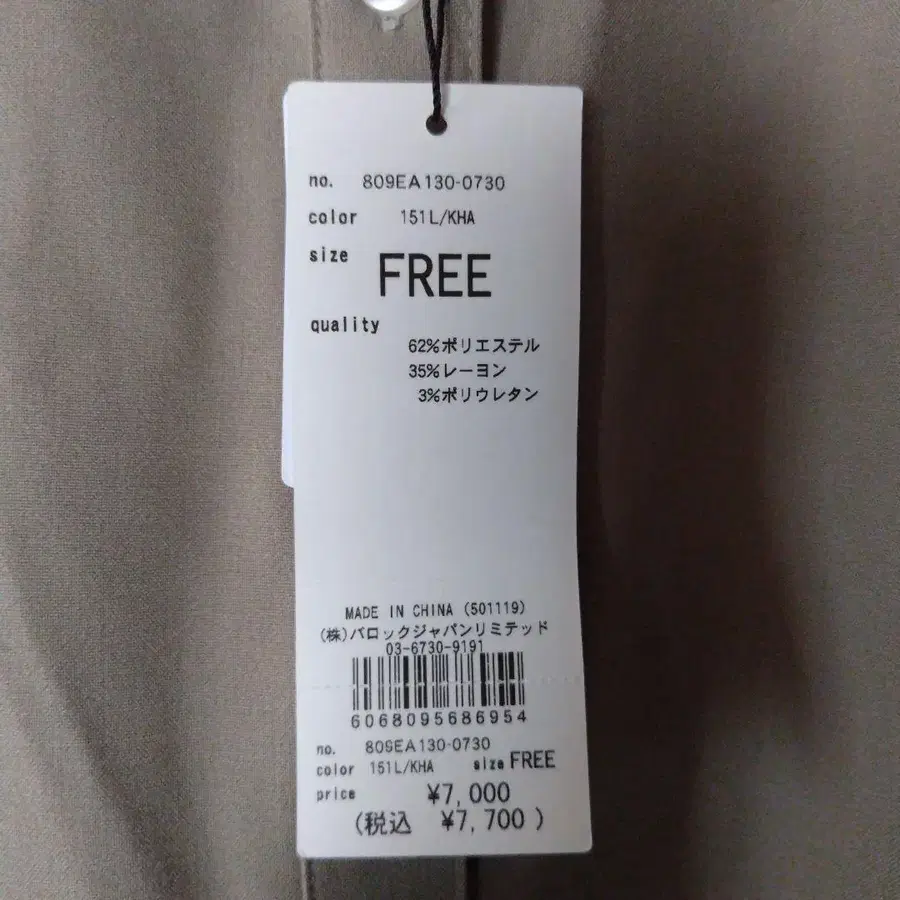 no. 809EA130-0730
color 151L/KHA
size FREE
quality
62%ポリエステル
35%レーヨン
3%ポリウレタン
MADE IN CHINA (501119)
(株)バロックジャパンリミテッド
03-6730-9191
6068095686954
no. 809EA130-0730
color 151L/KHA size FREE
price ¥7,000
(税込 ¥7,700 )